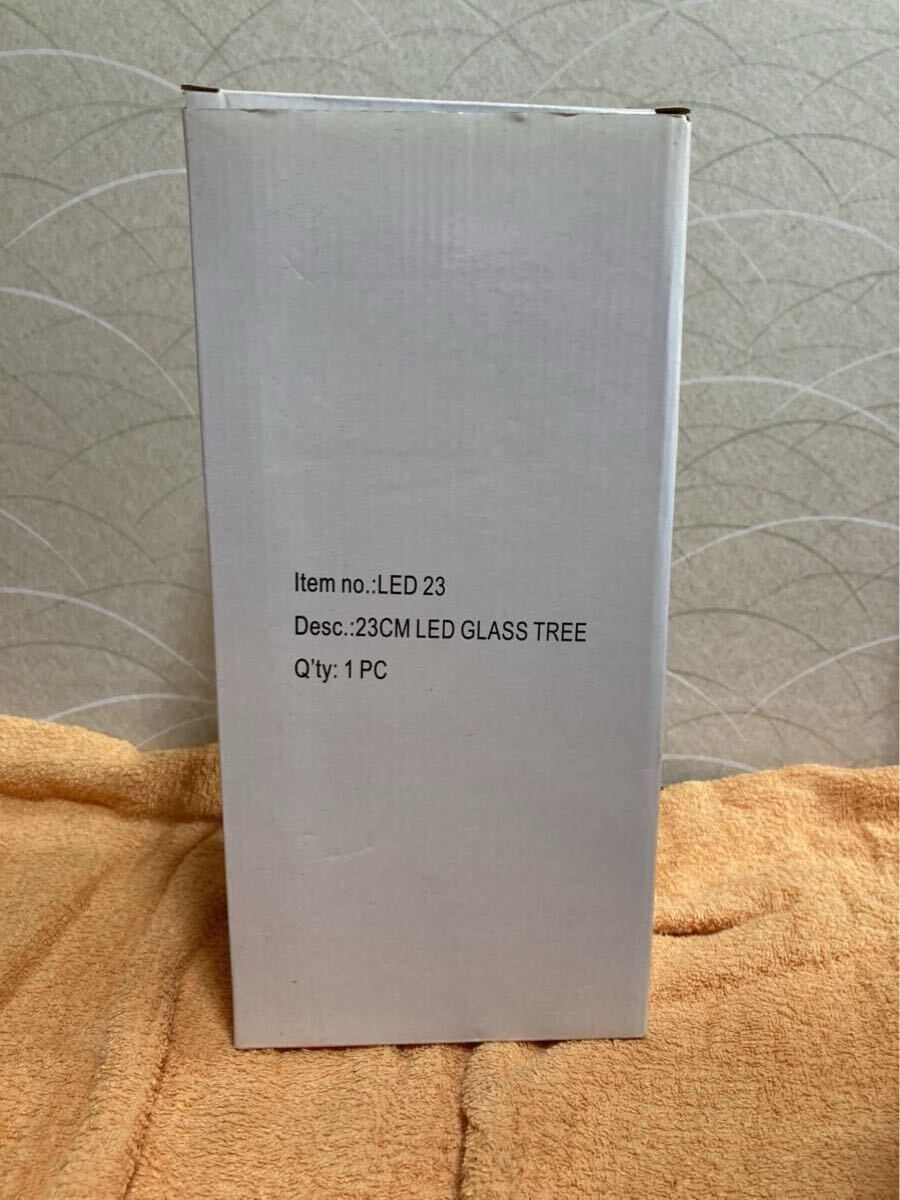 Item no.:LED 23
Desc.:23CM LED GLASS TREE
Q'ty: 1 PC